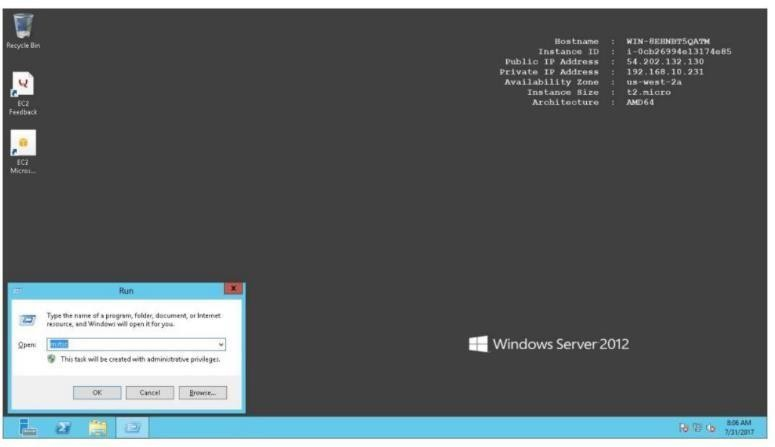 Recycle Bin
EC2
Feedback
EC2
Micros...
Hostname : WIN-8EHNBT5QATM
Instance ID : i-0cb26994e13174e85
Public IP Address : 54.202.132.130
Private IP Address : 192.168.10.231
Availability Zone : us-west-2a
Instance Size : t2.micro
Architecture : AMD64
Run
Type the name of a program, folder, document, or Internet
resource, and Windows will open it for you.
Open: mstsc
This task will be created with administrative privileges.
OK Cancel Browse...
Windows Server 2012
8:06 AM
7/31/2017